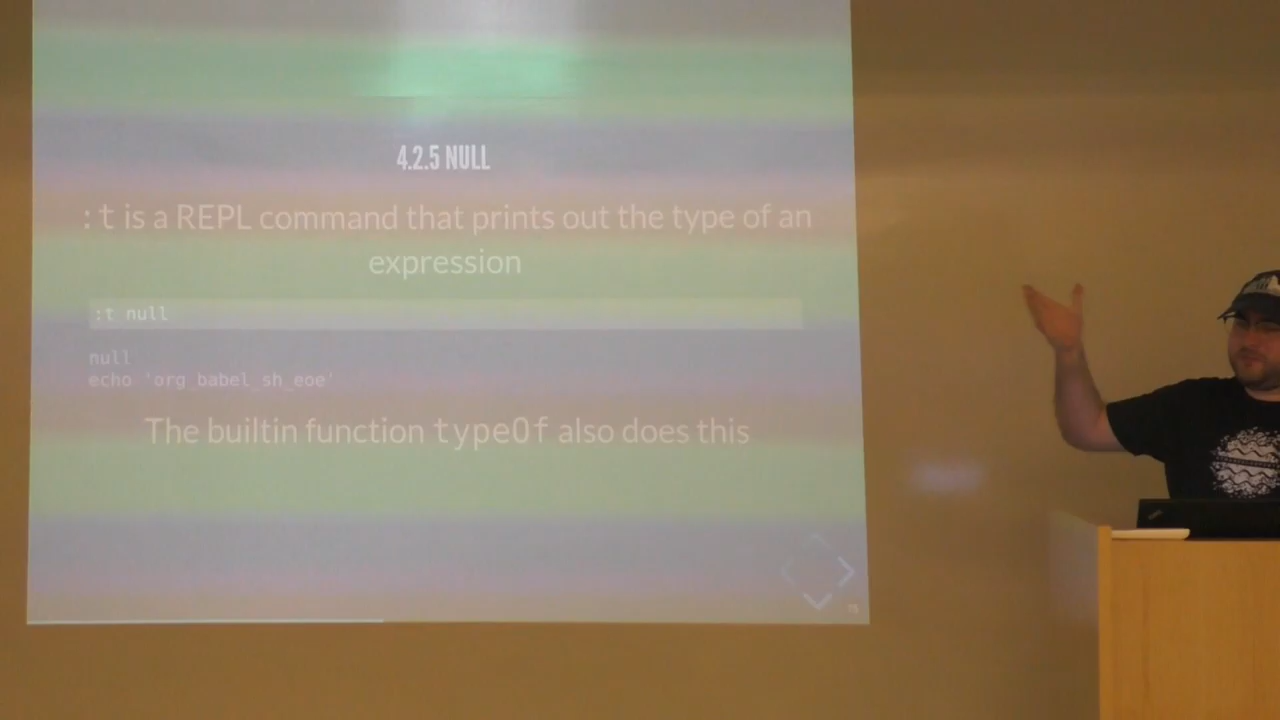 4.2.5 NULL
:t is a REPL command that prints out the type of an
expression
:t null
null
echo 'org_babel_sh_eoe'
The builtin function typeOf also does this